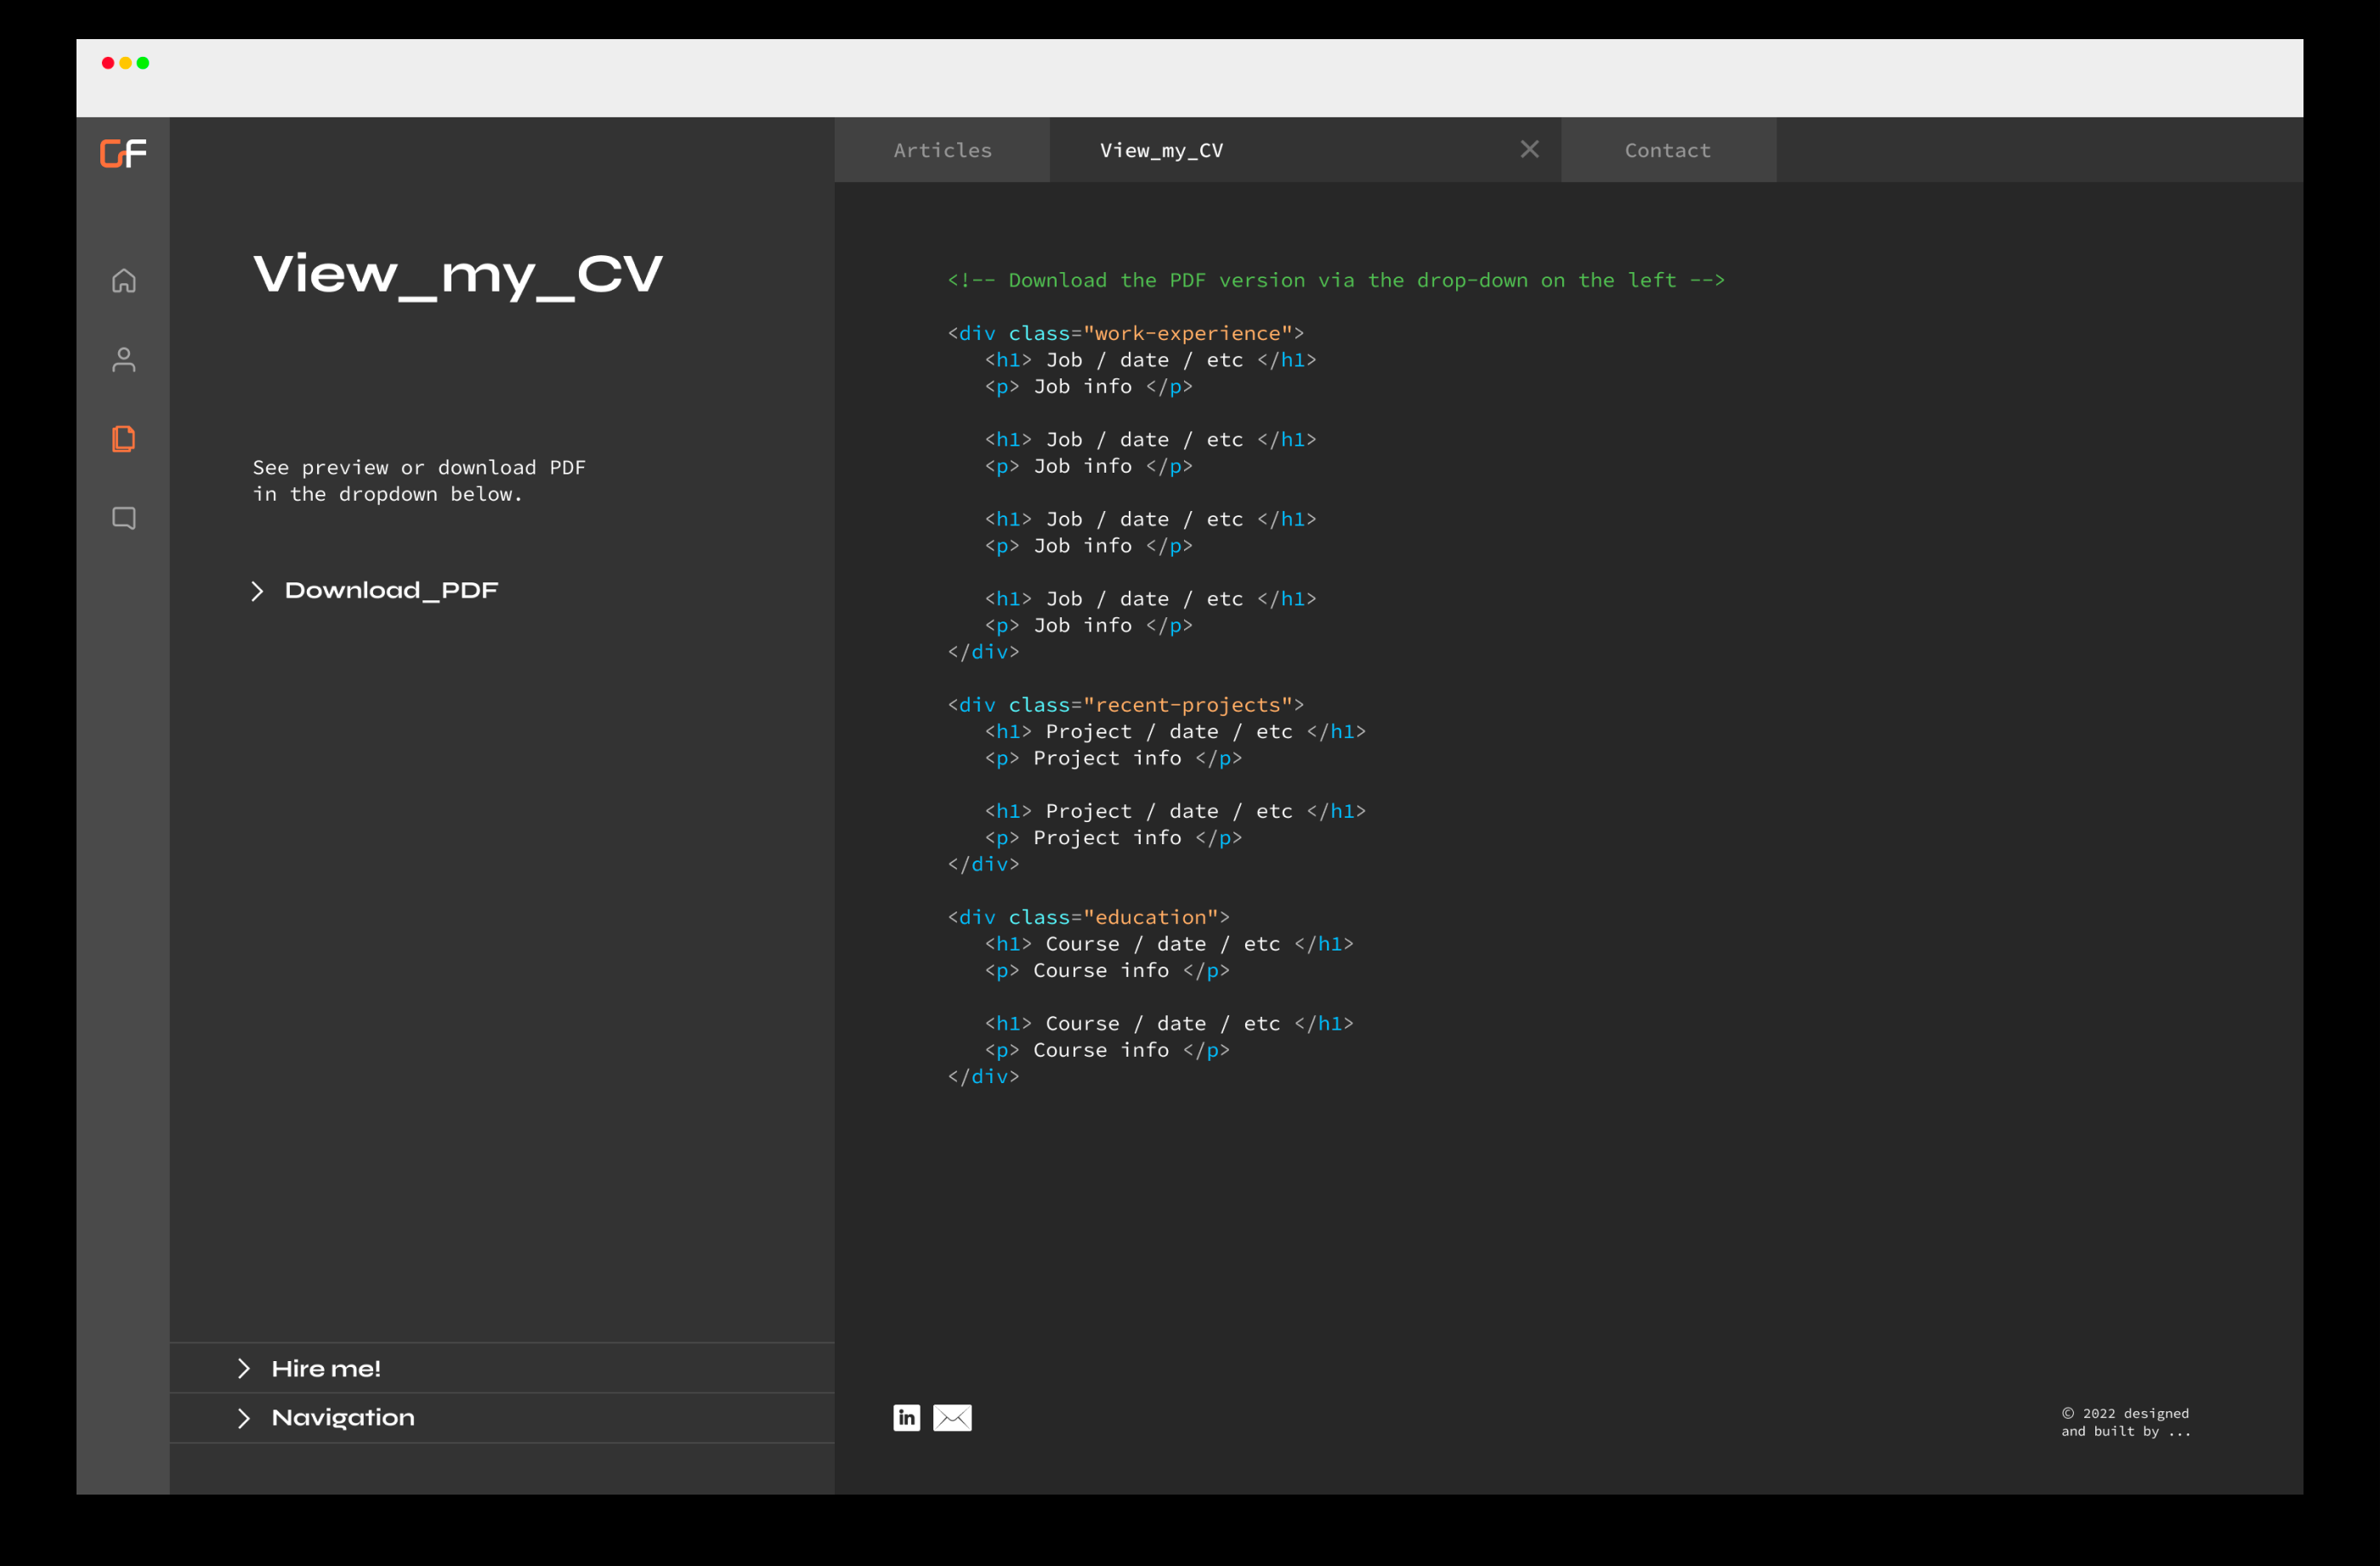 GF
View_my_CV
See preview or download PDF
in the dropdown below.
Download_PDF
Hire me!
Navigation
Articles
View_my_CV
Contact
<!-- Download the PDF version via the drop-down on the left -->
<div class="work-experience">
<h1> Job / date / etc </h1>
<p> Job info </p>
<h1> Job / date / etc </h1>
<p> Job info </p>
<h1> Job / date / etc </h1>
<p> Job info </p>
<h1> Job / date / etc </h1>
<p> Job info </p>
</div>
<div class="recent-projects">
<h1> Project / date / etc </h1>
<p> Project info </p>
<h1> Project / date / etc </h1>
<p> Project info </p>
</div>
<div class="education">
<h1> Course / date / etc </h1>
<p> Course info </p>
<h1> Course / date / etc </h1>
<p> Course info </p>
</div>
in
© 2022 designed
and built by ...